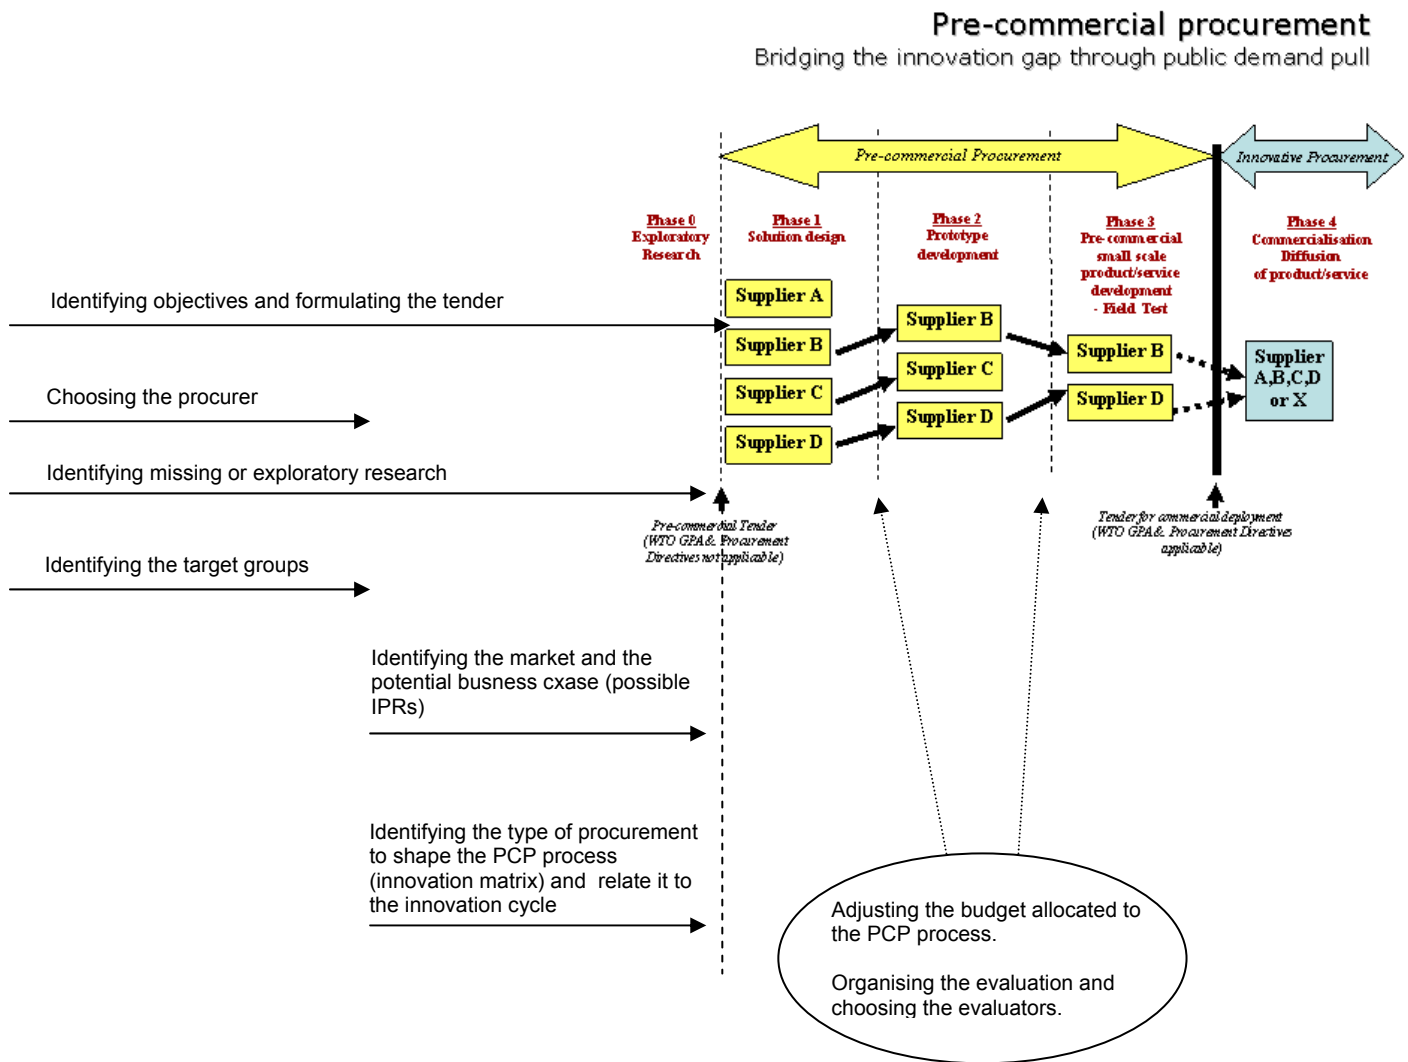 Pre-commercial procurement
Bridging the innovation gap through public demand pull
Pre-commercial Procurement
Innovative Procurement
Phase 0
Exploratory
Research
Phase 1
Solution design
Phase 2
Prototype
development
Phase 3
Pre-commercial
small scale
product/service
development
- Field Test
Phase 4
Commercialisation
Diffusion
of product/service
Identifying objectives and formulating the tender
Supplier A
Supplier B
Supplier C
Supplier D
Supplier B
Supplier C
Supplier D
Supplier B
Supplier D
Supplier
A,B,C,D
or X
Choosing the procurer
Identifying missing or exploratory research
Pre-commercial Tender
(WTO GPA & Procurement
Directives not applicable)
Tender for commercial deployment
(WTO GPA & Procurement Directives
applicable)
Identifying the target groups
Identifying the market and the
potential busness cxase (possible
IPRs)
Identifying the type of procurement
to shape the PCP process
(innovation matrix) and relate it to
the innovation cycle
Adjusting the budget allocated to
the PCP process.
Organising the evaluation and
choosing the evaluators.